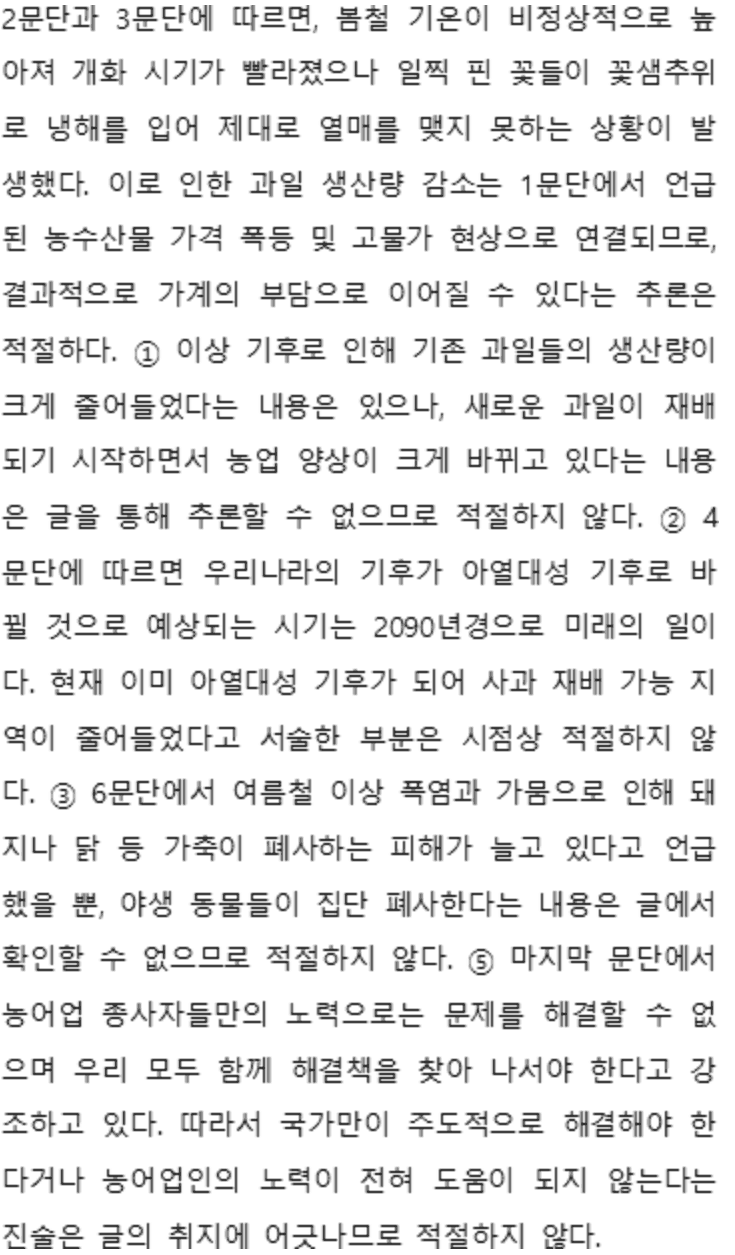 2문단과 3문단에 따르면, 봄철 기온이 비정상적으로 높
아져 개화 시기가 빨라졌으나 일찍 핀 꽃들이 꽃샘추위
로 냉해를 입어 제대로 열매를 맺지 못하는 상황이 발
생했다. 이로 인한 과일 생산량 감소는 1문단에서 언급
된 농수산물 가격 폭등 및 고물가 현상으로 연결되므로,
결과적으로 가계의 부담으로 이어질 수 있다는 추론은
적절하다. ① 이상 기후로 인해 기존 과일들의 생산량이
크게 줄어들었다는 내용은 있으나, 새로운 과일이 재배
되기 시작하면서 농업 양상이 크게 바뀌고 있다는 내용
은 글을 통해 추론할 수 없으므로 적절하지 않다. ② 4
문단에 따르면 우리나라의 기후가 아열대성 기후로 바
뀔 것으로 예상되는 시기는 2090년경으로 미래의 일이
다. 현재 이미 아열대성 기후가 되어 사과 재배 가능 지
역이 줄어들었다고 서술한 부분은 시점상 적절하지 않
다. ③ 6문단에서 여름철 이상 폭염과 가뭄으로 인해 돼
지나 닭 등 가축이 폐사하는 피해가 늘고 있다고 언급
했을 뿐, 야생 동물들이 집단 폐사한다는 내용은 글에서
확인할 수 없으므로 적절하지 않다. ⑤ 마지막 문단에서
농어업 종사자들만의 노력으로는 문제를 해결할 수 없
으며 우리 모두 함께 해결책을 찾아 나서야 한다고 강
조하고 있다. 따라서 국가만이 주도적으로 해결해야 한
다거나 농어업인의 노력이 전혀 도움이 되지 않는다는
진술은 글의 취지에 어긋나므로 적절하지 않다.